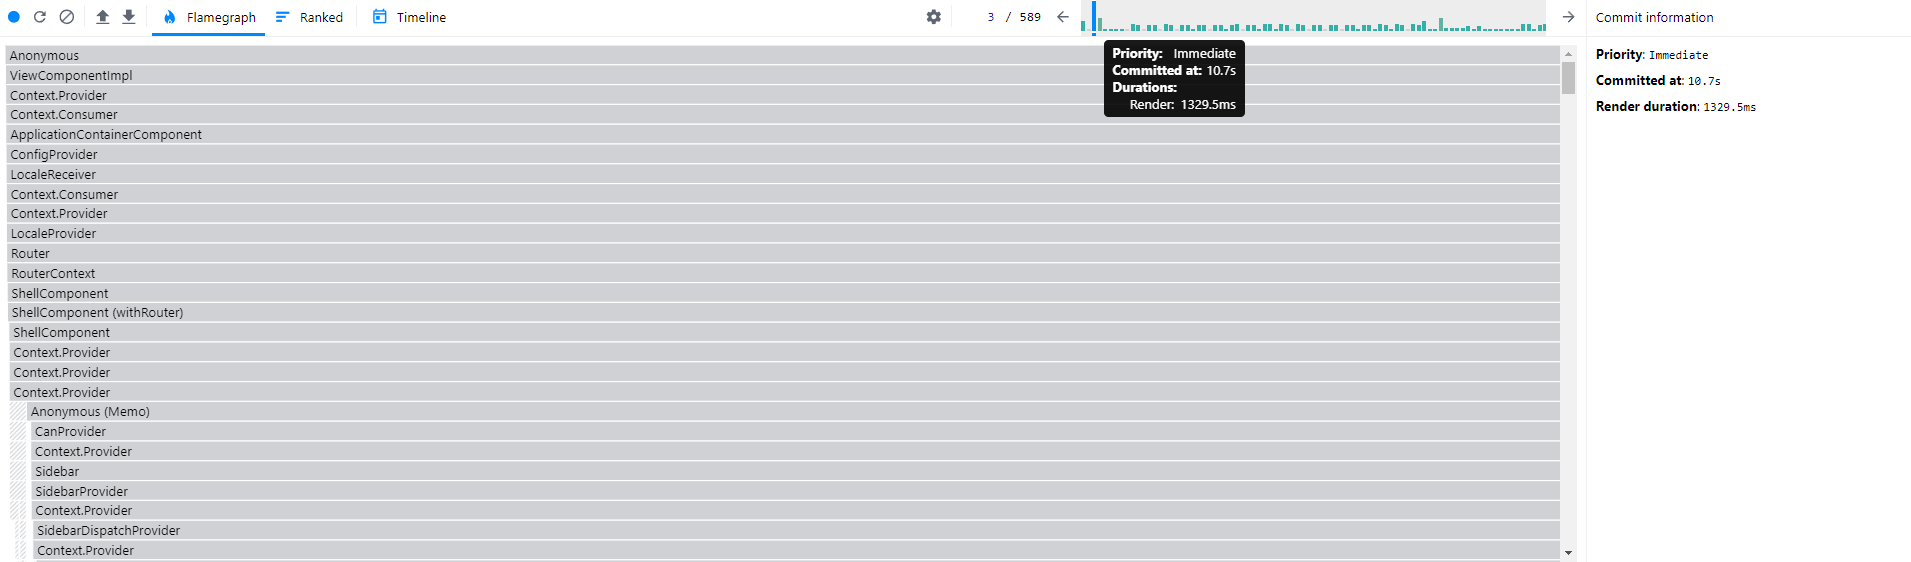 Flamegraph Ranked Timeline 3 / 589 Commit information
Priority: Immediate
Committed at: 10.7s
Durations:
Render: 1329.5ms
Anonymous
ViewComponentImpl
Context.Provider
Context.Consumer
ApplicationContainerComponent
ConfigProvider
LocaleReceiver
Context.Consumer
Context.Provider
LocaleProvider
Router
RouterContext
ShellComponent
ShellComponent (withRouter)
ShellComponent
Context.Provider
Context.Provider
Context.Provider
Anonymous (Memo)
CanProvider
Context.Provider
Sidebar
SidebarProvider
Context.Provider
SidebarDispatchProvider
Context.Provider
Priority: Immediate
Committed at: 10.7s
Render duration: 1329.5ms